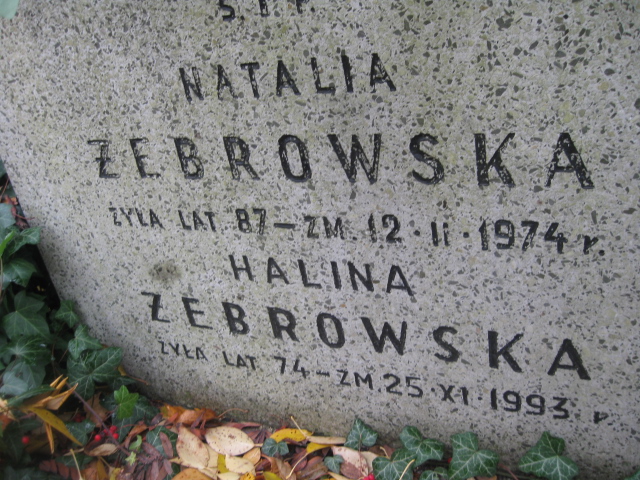 Ś.†P.
NATALIA
ŻEBROWSKA
ŻYŁA LAT 87 – ZM. 12·II·1974 r.
HALINA
ŻEBROWSKA
ŻYŁA LAT 74 – ZM. 25 XI·1993 r